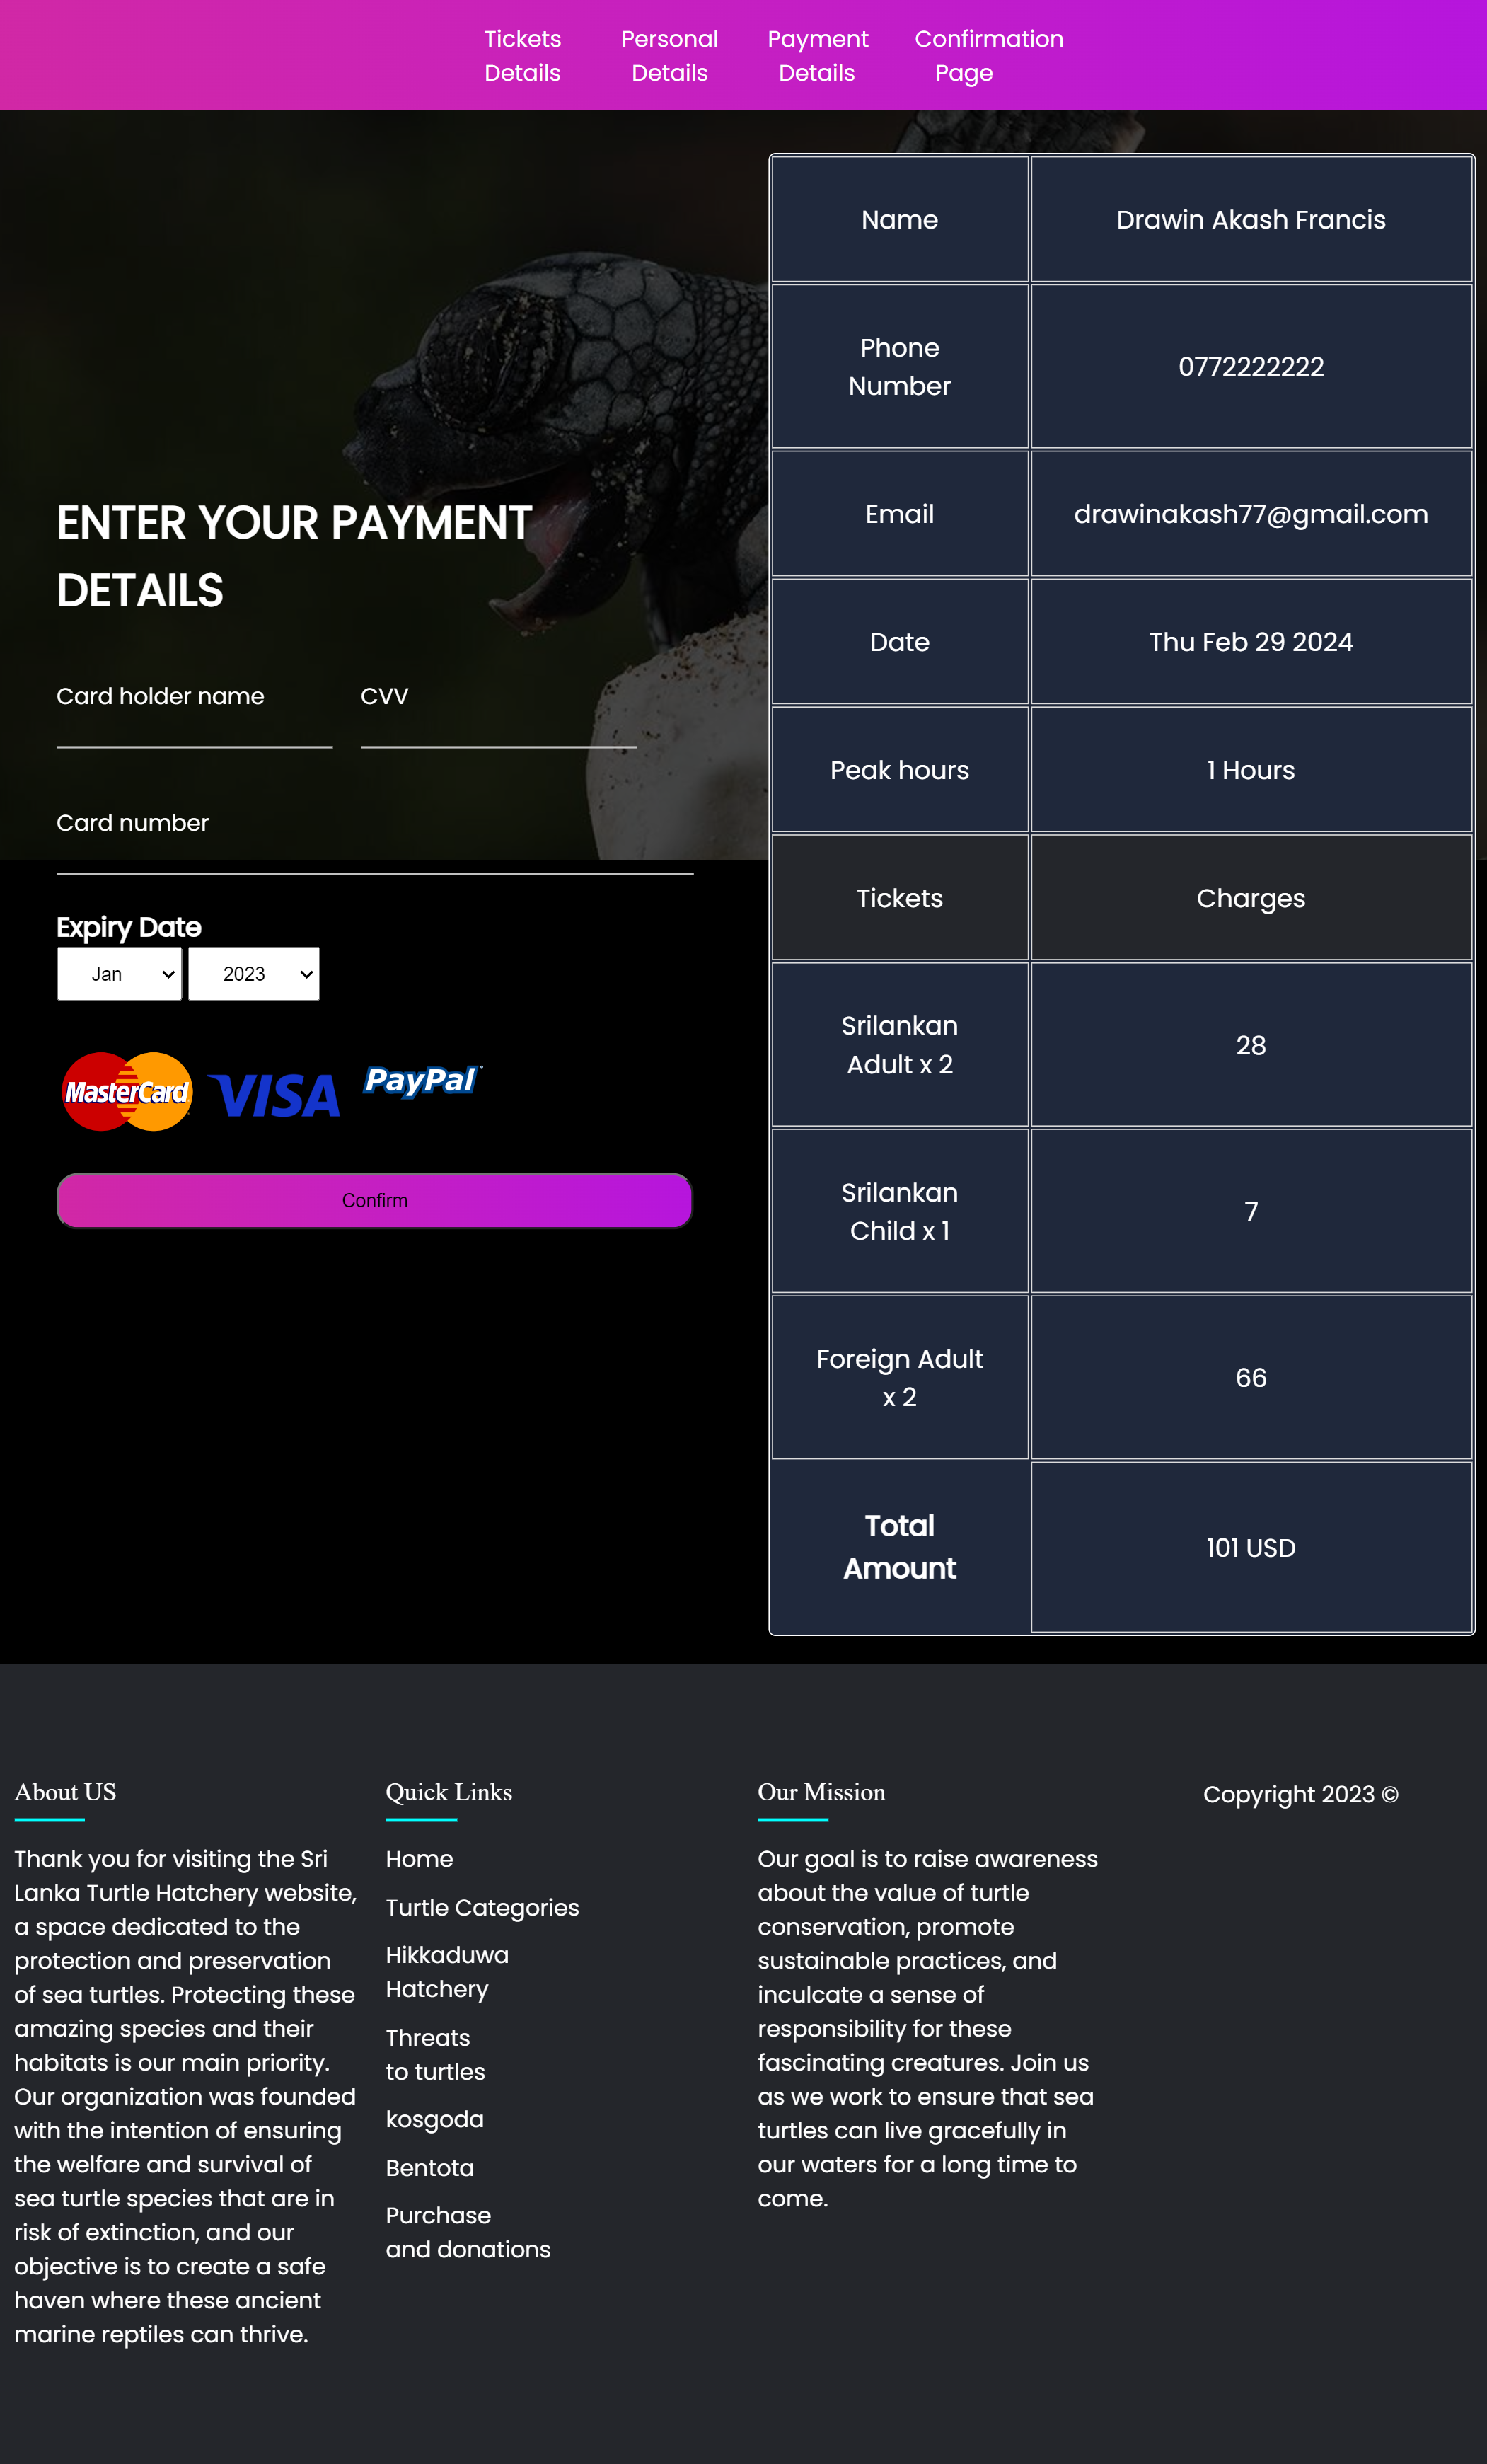 Tickets
Details
Personal
Details
Payment
Details
Confirmation
Page
ENTER YOUR PAYMENT
DETAILS
Card holder name
CVV
Card number
Expiry Date
Jan
2023
MasterCard
VISA
PayPal
Confirm
Name
Drawin Akash Francis
Phone
Number
0772222222
Email
drawinakash77@gmail.com
Date
Thu Feb 29 2024
Peak hours
1 Hours
Tickets
Charges
Srilankan
Adult x 2
28
Srilankan
Child x 1
7
Foreign Adult
x 2
66
Total
Amount
101 USD
About US
Thank you for visiting the Sri
Lanka Turtle Hatchery website,
a space dedicated to the
protection and preservation
of sea turtles. Protecting these
amazing species and their
habitats is our main priority.
Our organization was founded
with the intention of ensuring
the welfare and survival of
sea turtle species that are in
risk of extinction, and our
objective is to create a safe
haven where these ancient
marine reptiles can thrive.
Quick Links
Home
Turtle Categories
Hikkaduwa
Hatchery
Threats
to turtles
kosgoda
Bentota
Purchase
and donations
Our Mission
Our goal is to raise awareness
about the value of turtle
conservation, promote
sustainable practices, and
inculcate a sense of
responsibility for these
fascinating creatures. Join us
as we work to ensure that sea
turtles can live gracefully in
our waters for a long time to
come.
Copyright 2023 ©